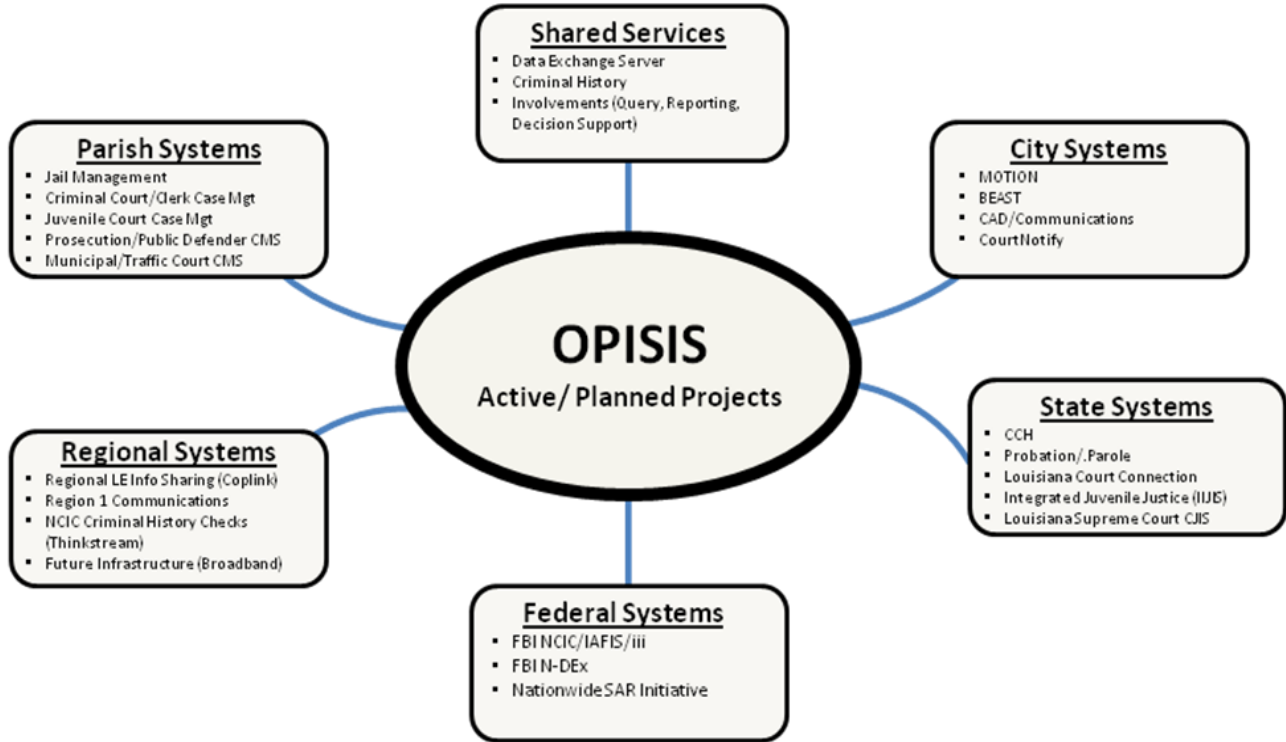 Shared Services
▪ Data Exchange Server
▪ Criminal History
▪ Involvements (Query, Reporting,
Decision Support)
Parish Systems
▪ Jail Management
▪ Criminal Court/Clerk Case Mgt
▪ Juvenile Court Case Mgt
▪ Prosecution/Public Defender CMS
▪ Municipal/Traffic Court CMS
City Systems
▪ MOTION
▪ BEAST
▪ CAD/Communications
▪ CourtNotify
OPISIS
Active/ Planned Projects
Regional Systems
▪ Regional LE Info Sharing (Coplink)
▪ Region 1 Communications
▪ NCIC Criminal History Checks
(Thinkstream)
▪ Future Infrastructure (Broadband)
State Systems
▪ CCH
▪ Probation/.Parole
▪ Louisiana Court Connection
▪ Integrated Juvenile Justice (IIJIS)
▪ Louisiana Supreme Court CJIS
Federal Systems
▪ FBI NCIC/IAFIS/iii
▪ FBI N-DEx
▪ Nationwide SAR Initiative